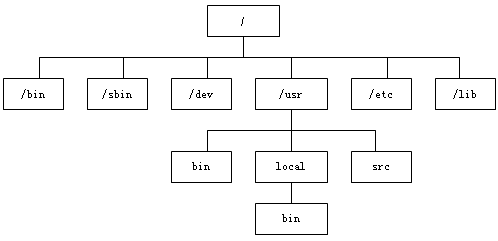 /
/bin /sbin /dev /usr /etc /lib
bin local src
bin